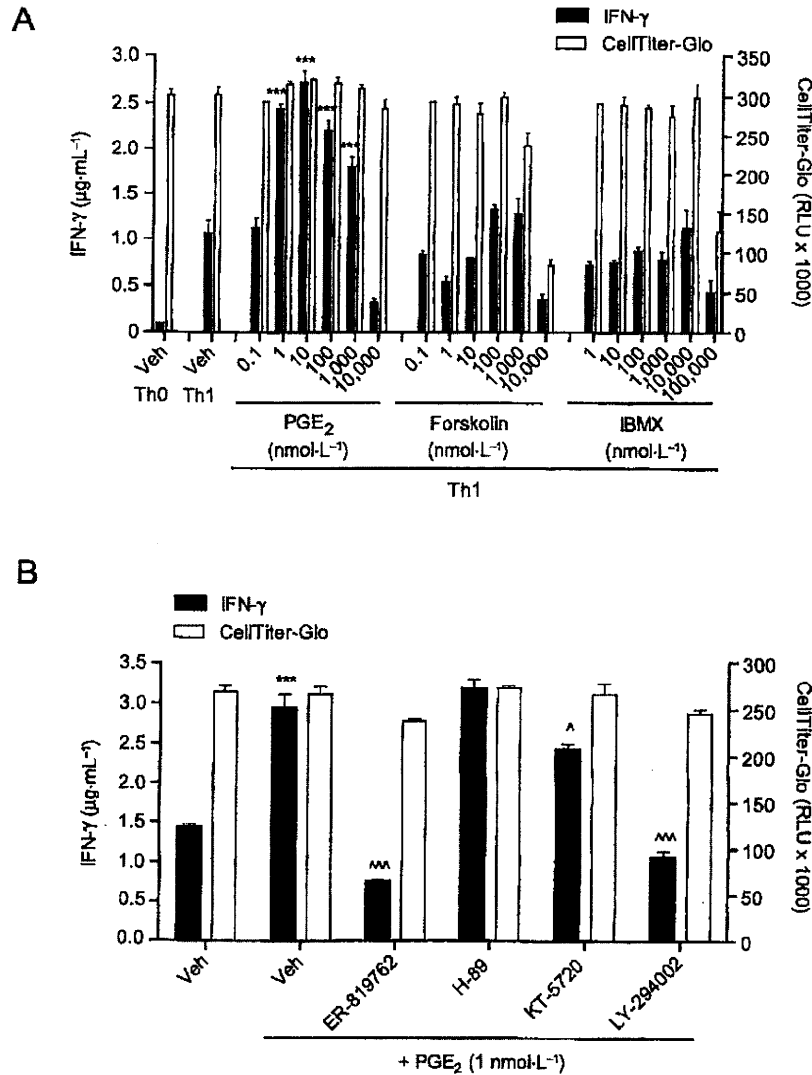 A
IFN-γ
CellTiter-Glo
IFN-γ (μg·mL⁻¹)
3.0
2.5
2.0
1.5
1.0
0.5
0
*** *** *** ***
350
300
250
200
150
100
50
0
CellTiter-Glo (RLU x 1000)
Veh Veh 0.1 1 10 100 1,000 10,000 0.1 1 10 100 1,000 10,000 1 10 100 1,000 10,000 100,000
Th0 Th1
PGE₂ Forskolin IBMX
(nmol·L⁻¹) (nmol·L⁻¹) (nmol·L⁻¹)
Th1
B
IFN-γ
CellTiter-Glo
IFN-γ (μg·mL⁻¹)
3.5
3.0
2.5
2.0
1.5
1.0
0.5
0.0
*** ^^^ ^ ^^^
300
250
200
150
100
50
0
CellTiter-Glo (RLU x 1000)
Veh Veh ER-819762 H-89 KT-5720 LY-294002
+ PGE₂ (1 nmol·L⁻¹)